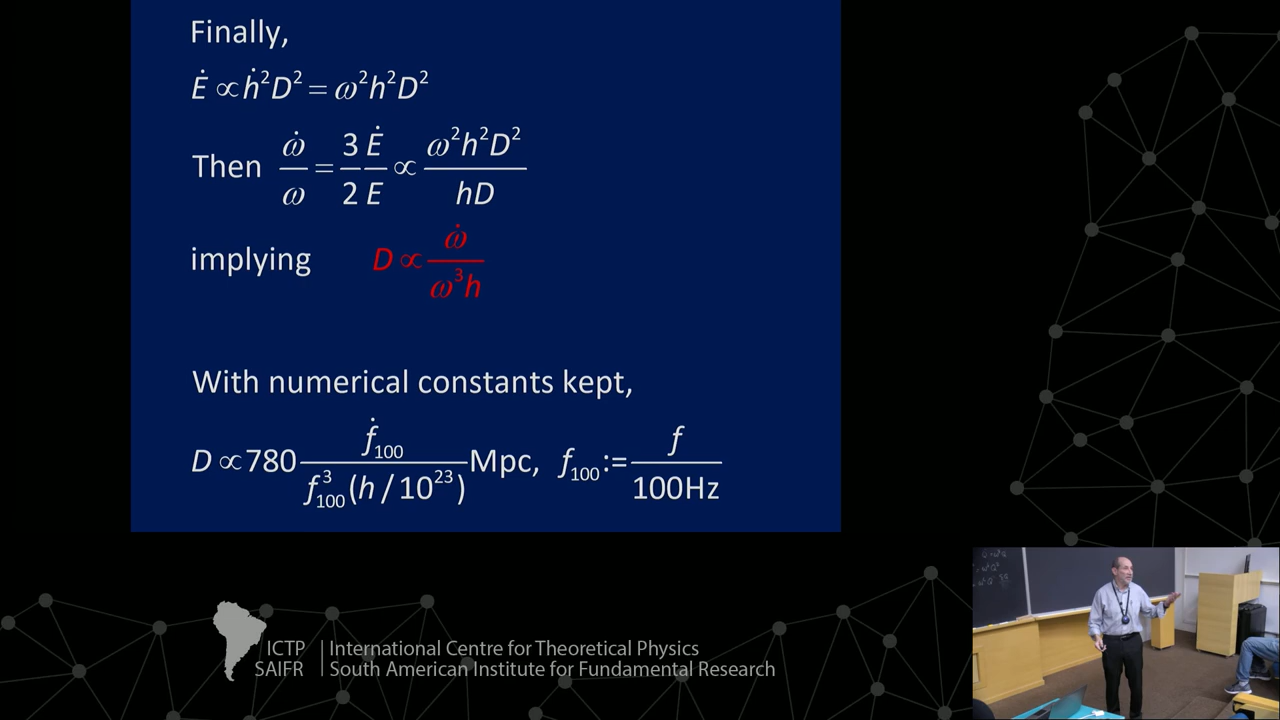 Finally,
Ė ∝ ḣ²D² = ω²h²D²
Then ω̇/ω = 3/2 Ė/E ∝ ω²h²D²/hD
implying D ∝ ω̇/ω³h
With numerical constants kept,
D ∝ 780 ḟ₁₀₀/f³₁₀₀(h/10²³) Mpc, f₁₀₀ := f/100Hz
ICTP International Centre for Theoretical Physics
SAIFR South American Institute for Fundamental Research